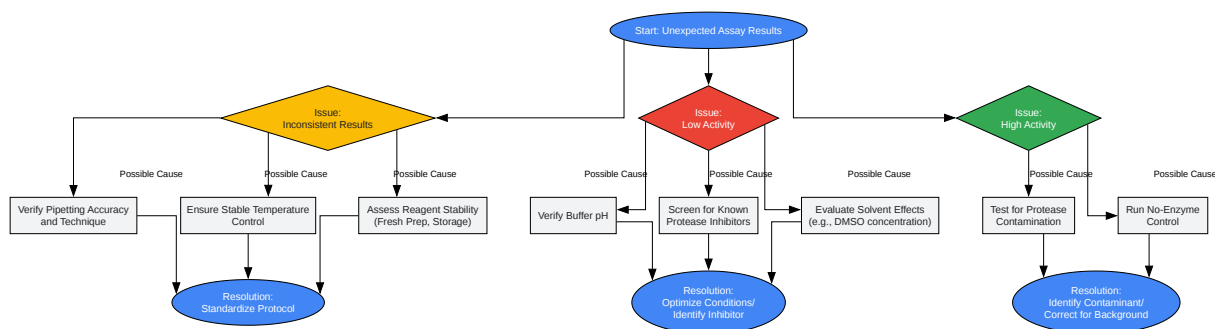 Start: Unexpected Assay Results
Issue:
Inconsistent Results
Issue:
Low Activity
Issue:
High Activity
Possible Cause
Possible Cause
Possible Cause
Possible Cause
Possible Cause
Possible Cause
Possible Cause
Possible Cause
Verify Pipetting Accuracy
and Technique
Ensure Stable Temperature
Control
Assess Reagent Stability
(Fresh Prep, Storage)
Verify Buffer pH
Screen for Known
Protease Inhibitors
Evaluate Solvent Effects
(e.g., DMSO concentration)
Test for Protease
Contamination
Run No-Enzyme
Control
Resolution:
Standardize Protocol
Resolution:
Optimize Conditions/
Identify Inhibitor
Resolution:
Identify Contaminant/
Correct for Background